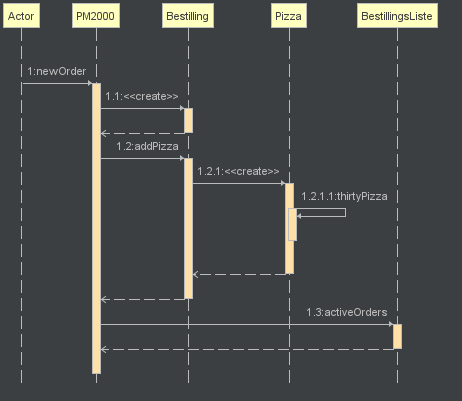 Actor
PM2000
Bestilling
Pizza
BestillingsListe
1:newOrder
1.1:<<create>>
1.2:addPizza
1.2.1:<<create>>
1.2.1.1:thirtyPizza
1.3:activeOrders